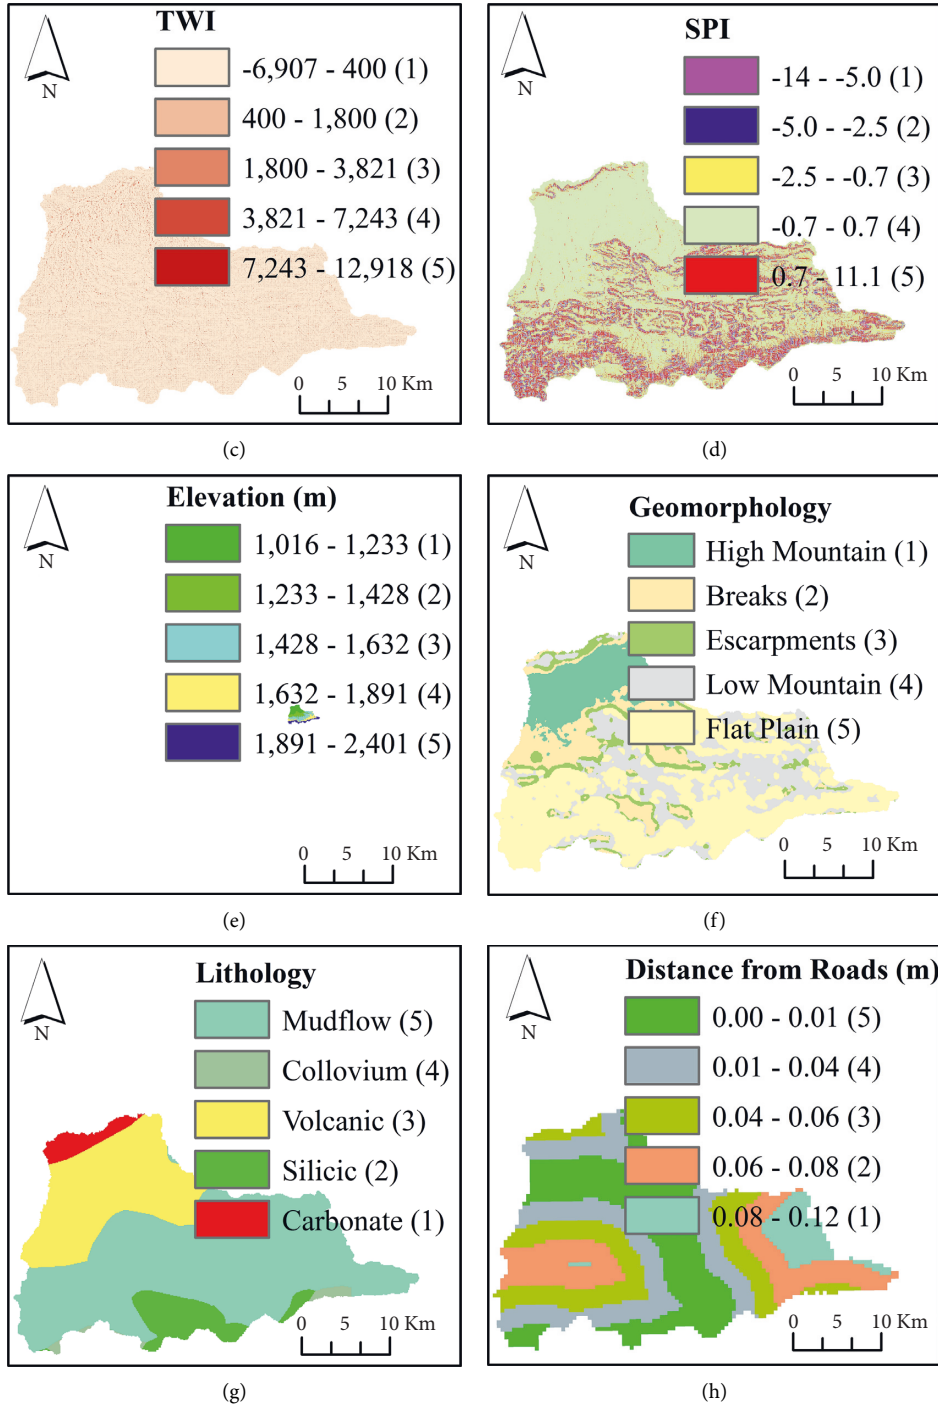 TWI
N
-6,907 - 400 (1)
400 - 1,800 (2)
1,800 - 3,821 (3)
3,821 - 7,243 (4)
7,243 - 12,918 (5)
0 5 10 Km
(c)
SPI
N
-14 - -5.0 (1)
-5.0 - -2.5 (2)
-2.5 - -0.7 (3)
-0.7 - 0.7 (4)
0.7 - 11.1 (5)
0 5 10 Km
(d)
Elevation (m)
N
1,016 - 1,233 (1)
1,233 - 1,428 (2)
1,428 - 1,632 (3)
1,632 - 1,891 (4)
1,891 - 2,401 (5)
0 5 10 Km
(e)
Geomorphology
N
High Mountain (1)
Breaks (2)
Escarpments (3)
Low Mountain (4)
Flat Plain (5)
0 5 10 Km
(f)
Lithology
N
Mudflow (5)
Collovium (4)
Volcanic (3)
Silicic (2)
Carbonate (1)
0 5 10 Km
(g)
Distance from Roads (m)
N
0.00 - 0.01 (5)
0.01 - 0.04 (4)
0.04 - 0.06 (3)
0.06 - 0.08 (2)
0.08 - 0.12 (1)
0 5 10 Km
(h)